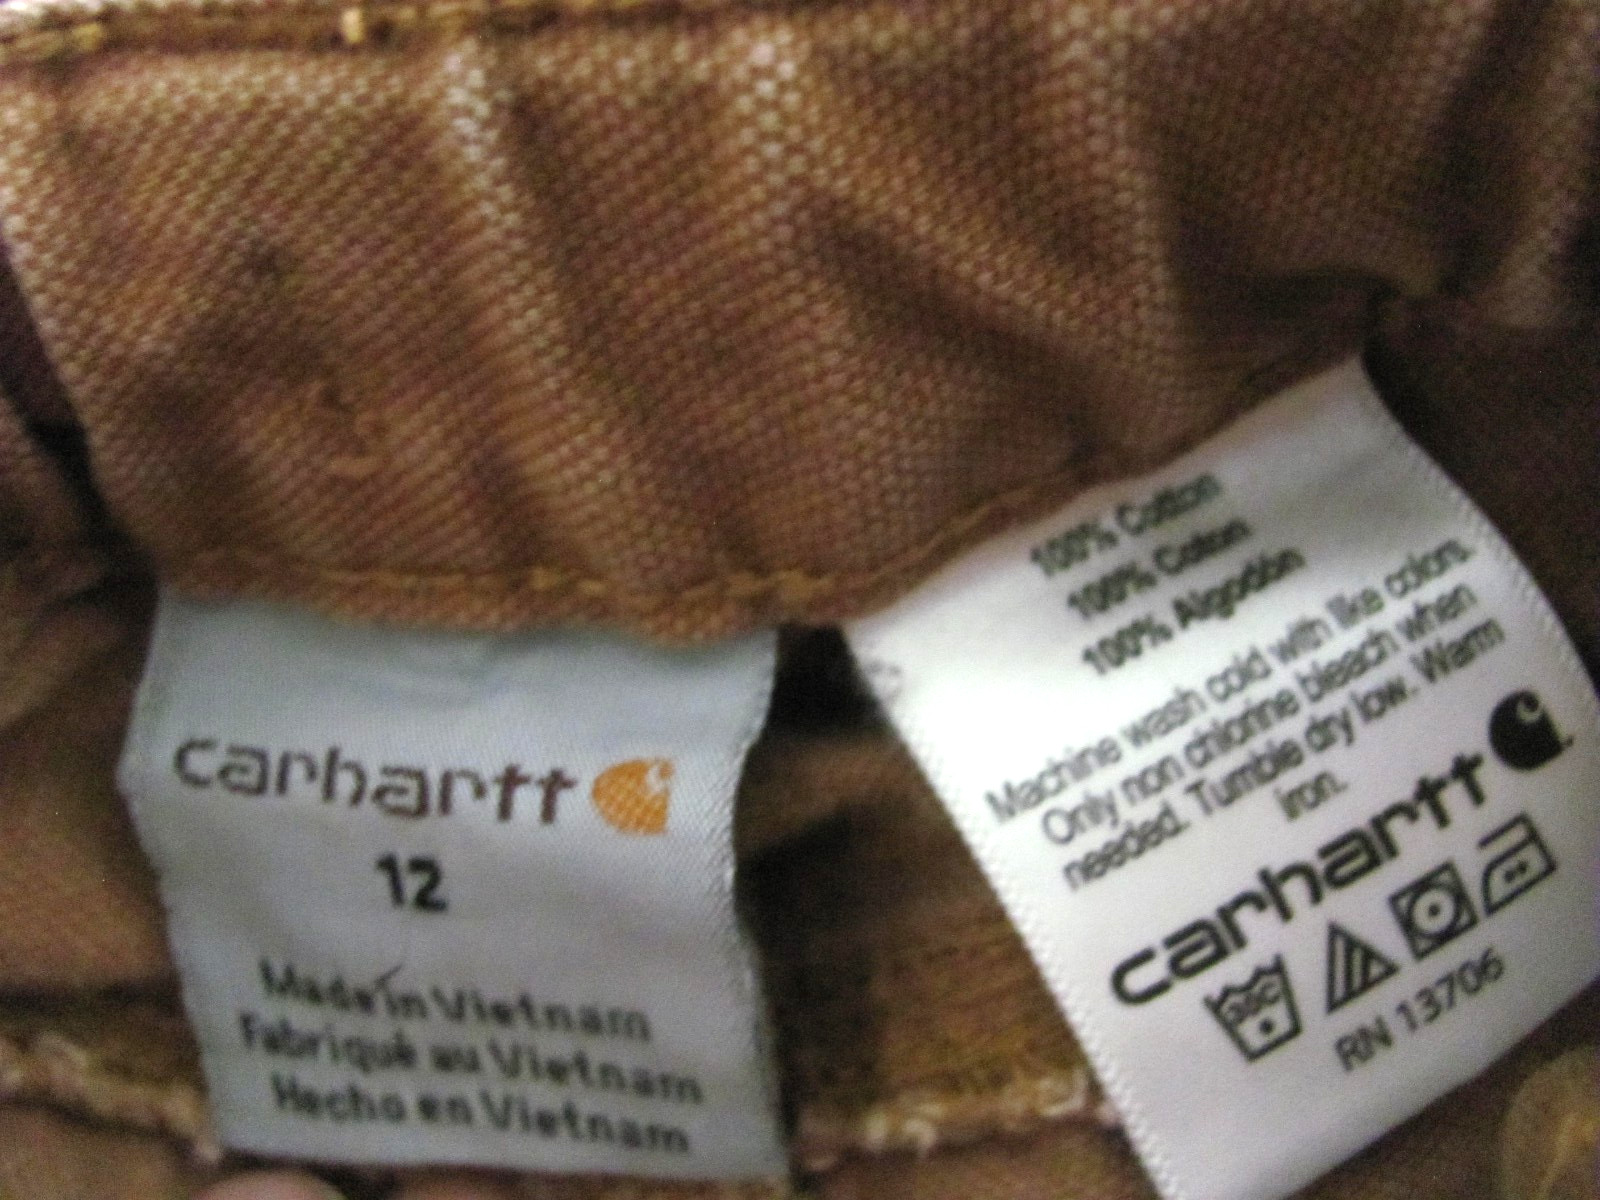 carhartt
12
Made in Vietnam
Fabriqué au Vietnam
Hecho en Vietnam
100% Cotton
100% Coton
100% Algodón
Machine wash cold with like colors.
Only non chlorine bleach when
needed. Tumble dry low. Warm
iron.
carhartt
30C
RN 13706